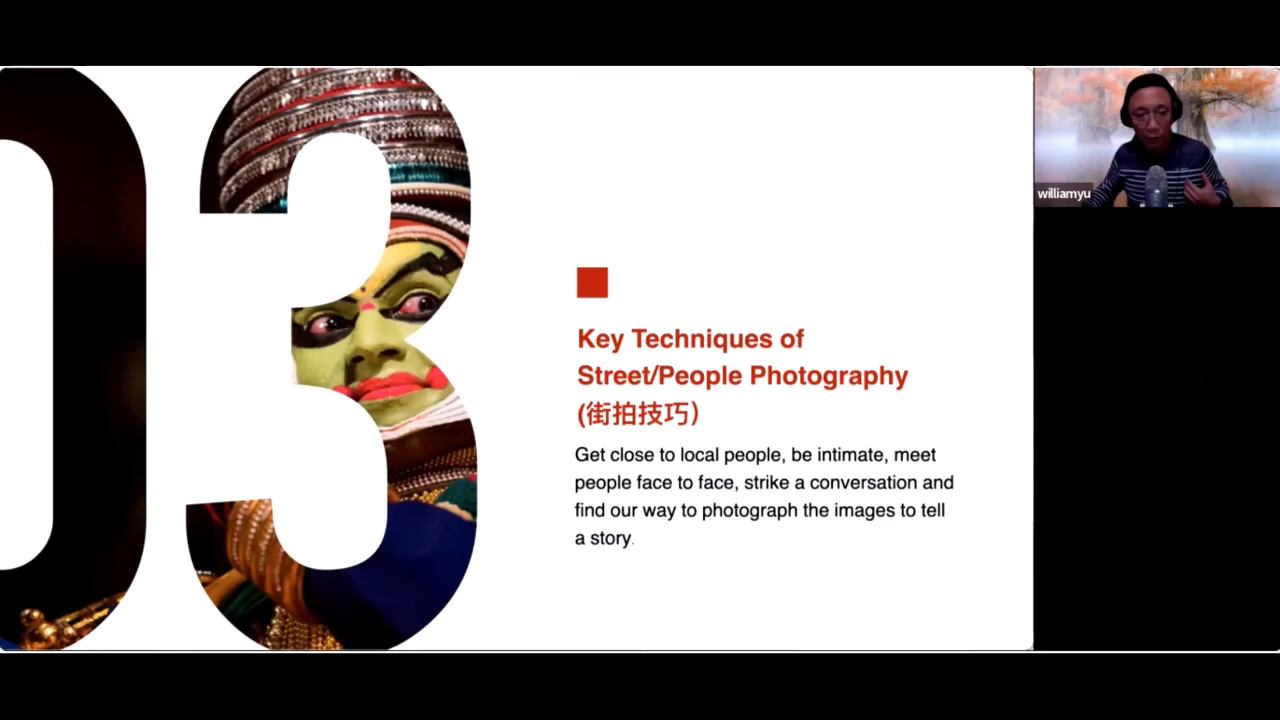 03
Key Techniques of
Street/People Photography
(街拍技巧）
Get close to local people, be intimate, meet
people face to face, strike a conversation and
find our way to photograph the images to tell
a story.
williamyu